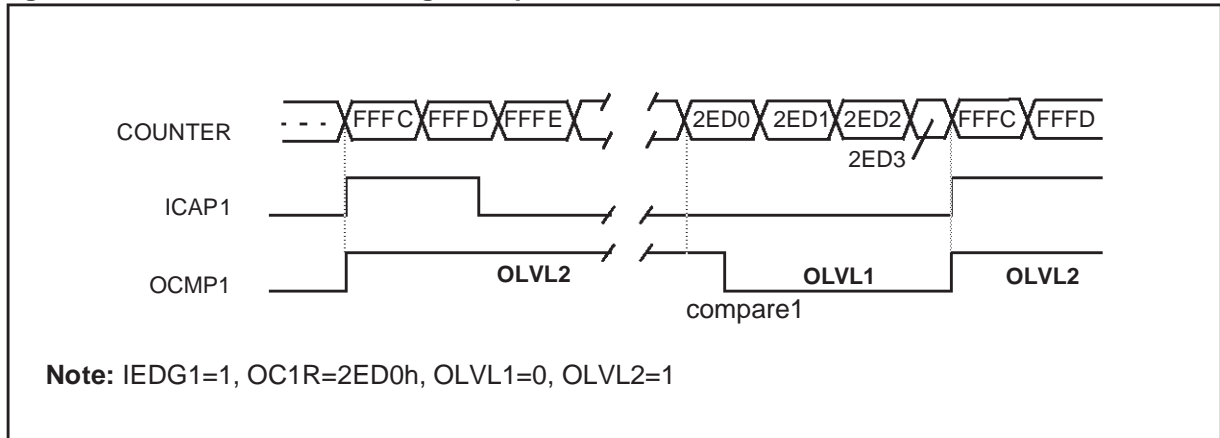 COUNTER - - - FFFC FFFD FFFE 2ED0 2ED1 2ED2 FFFC FFFD
2ED3
ICAP1
OCMP1 OLVL2 OLVL1 OLVL2
compare1
Note: IEDG1=1, OC1R=2ED0h, OLVL1=0, OLVL2=1